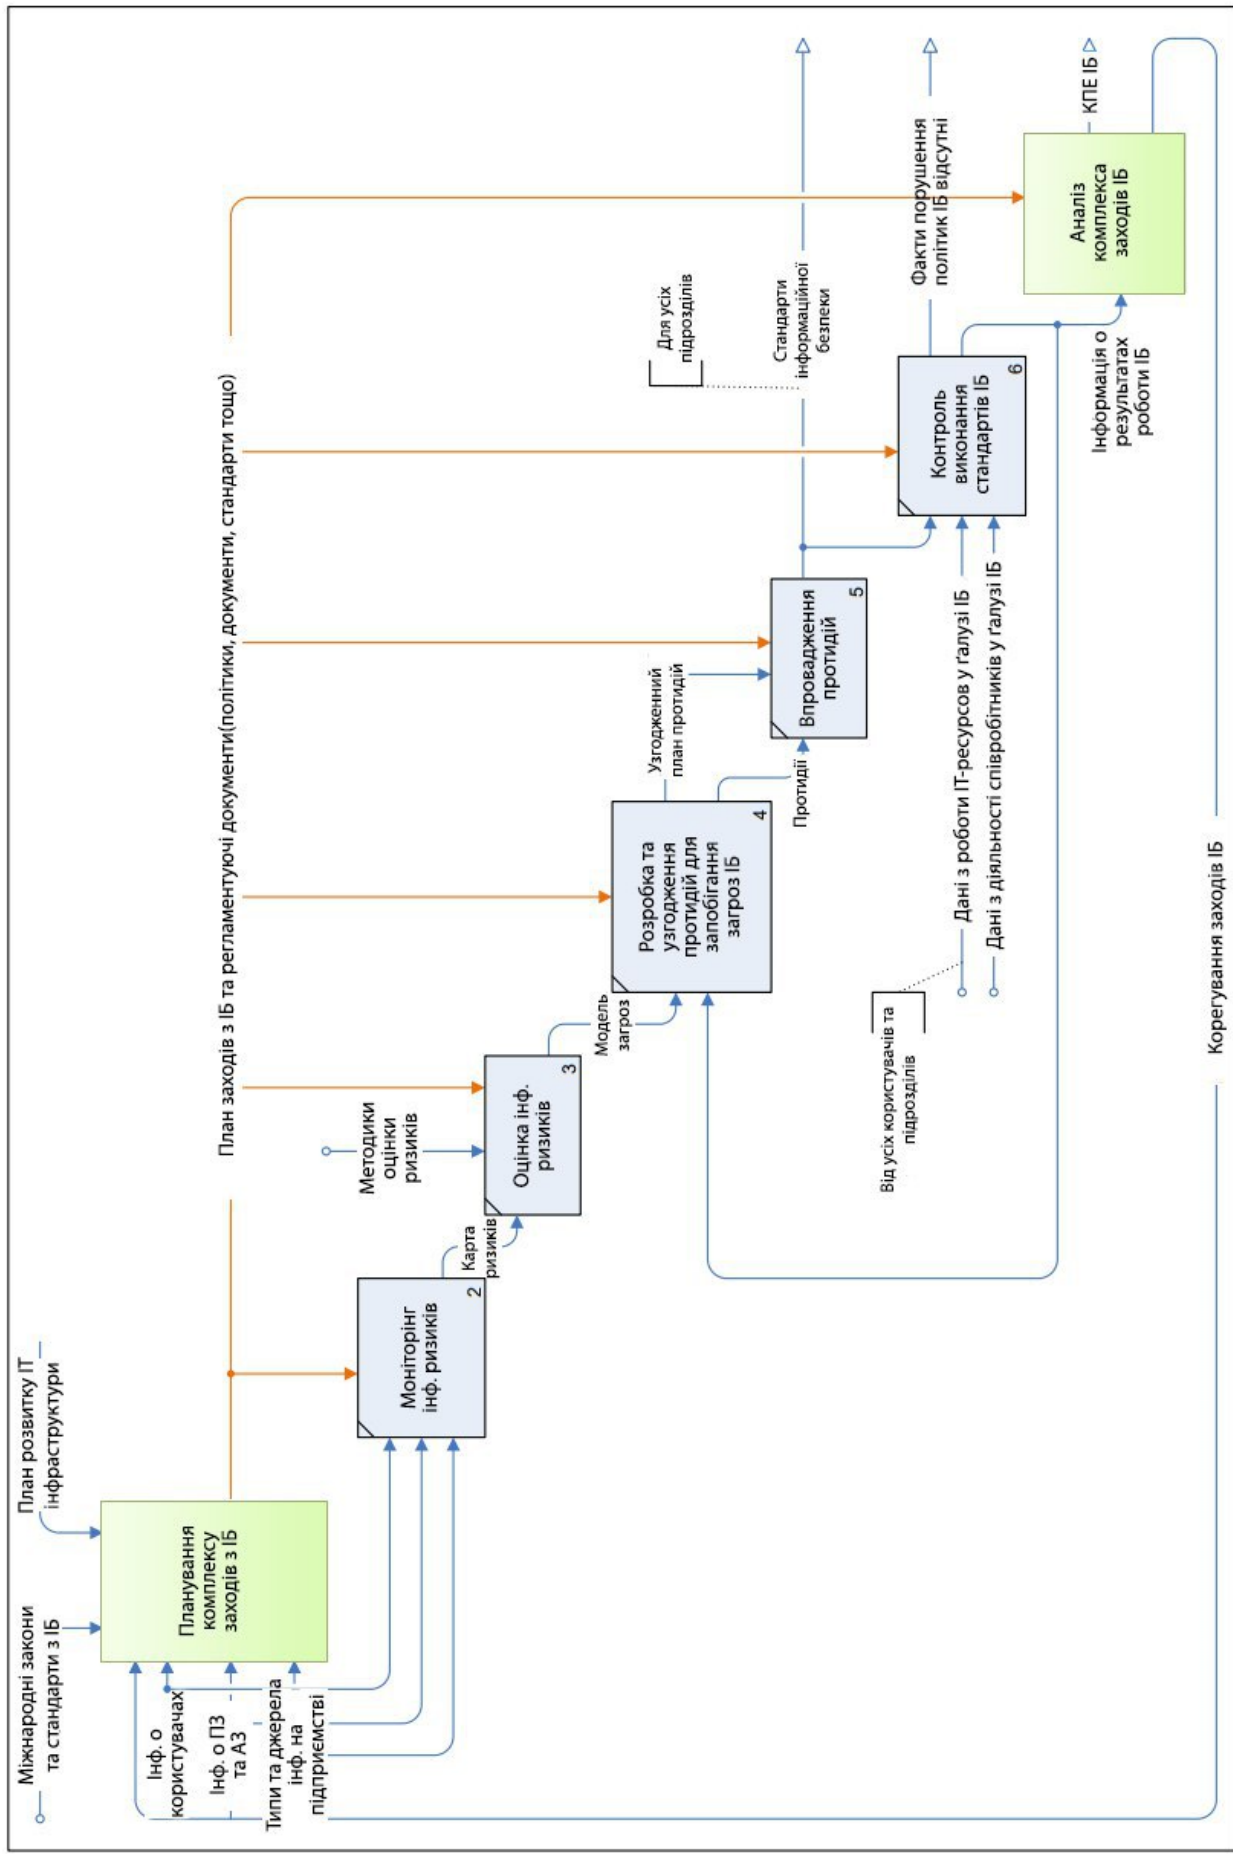 Міжнародні закони
та стандарти з ІБ
План розвитку ІТ
інфраструктури
Планування
комплексу
заходів з ІБ
Інф. о
користувачах
Інф. о ПЗ
та АЗ
Типи та джерела
інф. на
підприємстві
План заходів з ІБ та регламентуючі документи(політики, документи, стандарти тощо)
Моніторінг
інф. ризиків
2
Карта
ризиків
Методики
оцінки
ризиків
Оцінка інф.
ризиків
3
Модель
загроз
Розробка та
узгодження
протидій для
запобігання
загроз ІБ
4
Узгодженний
план протидій
Протидії
Впровадження
протидій
5
Для усіх
підрозділів
Стандарти
інформаційної
безпеки
Від усіх користувачів та
підрозділів
Дані з роботи ІТ-ресурсов у ґалузі ІБ
Дані з діяльності співробітників у ґалузі ІБ
Контроль
виконання
стандартів ІБ
6
Факти порушення
політик ІБ відсутні
Інформація о
результатах
роботи ІБ
Аналіз
комплекса
заходів ІБ
КПЕ ІБ
Корегування заходів ІБ